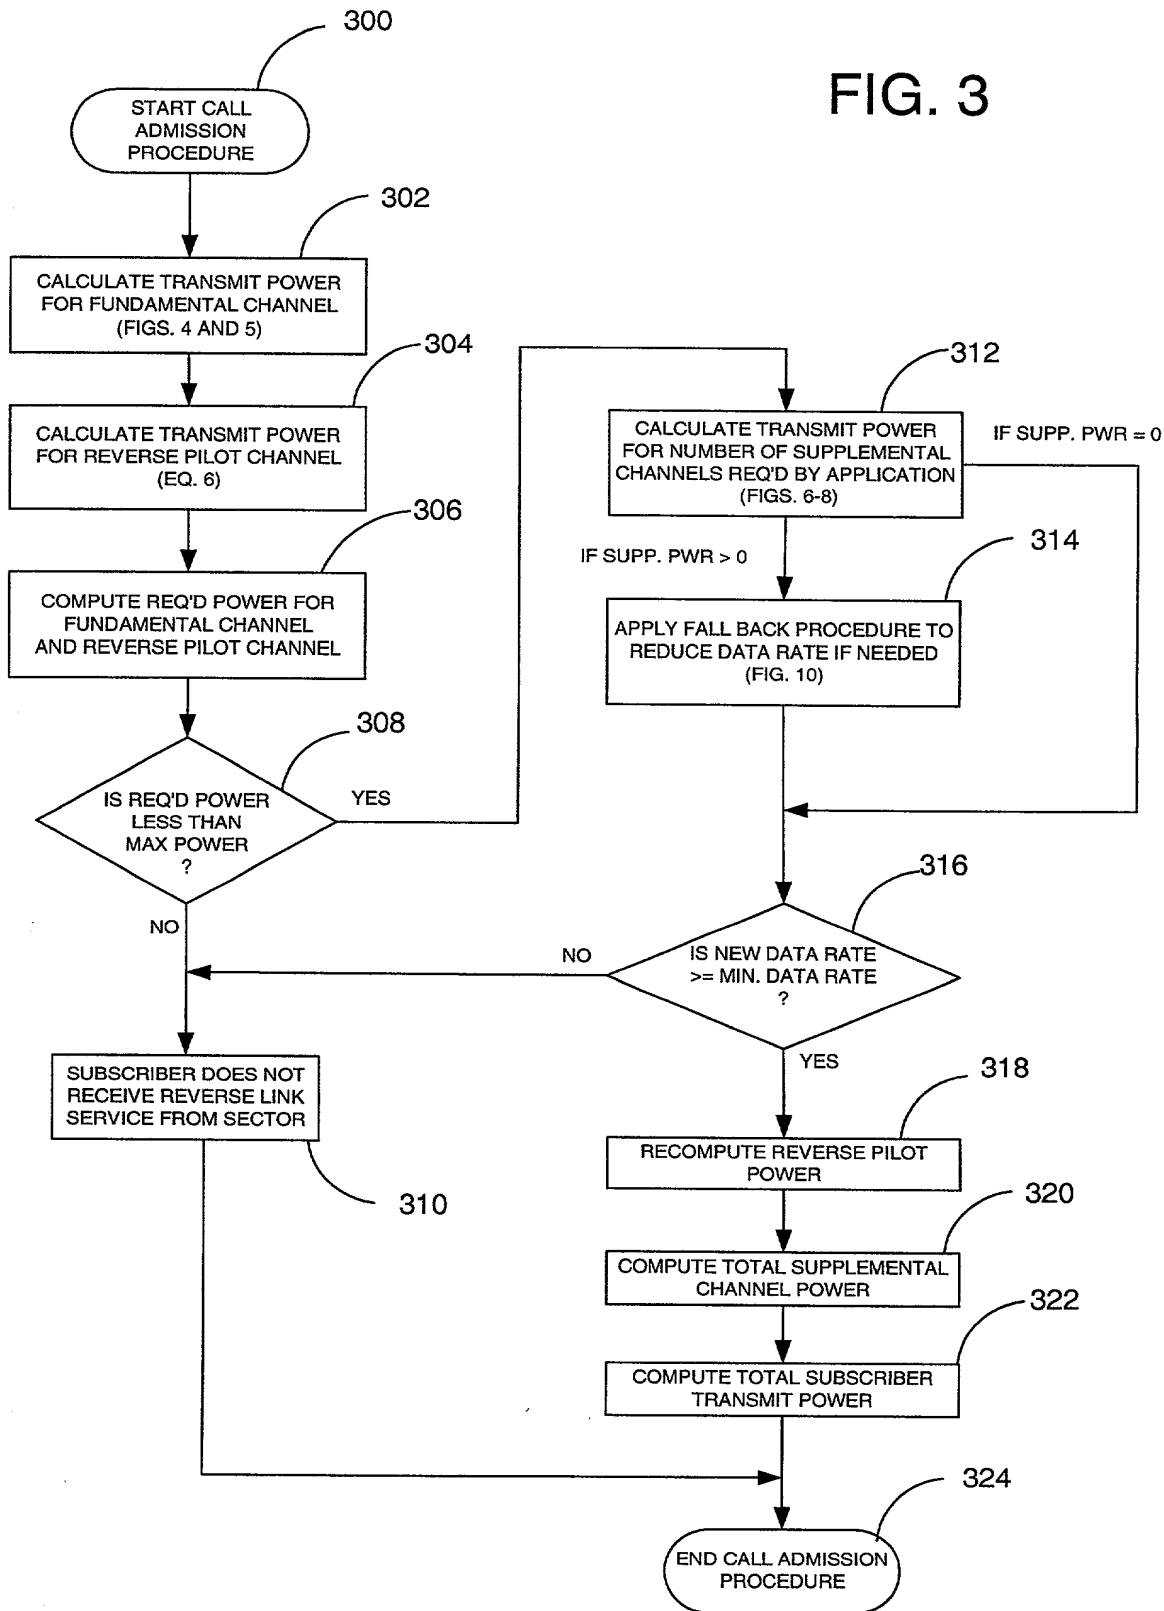 300
FIG. 3
START CALL
ADMISSION
PROCEDURE
302
CALCULATE TRANSMIT POWER
FOR FUNDAMENTAL CHANNEL
(FIGS. 4 AND 5)
304
CALCULATE TRANSMIT POWER
FOR REVERSE PILOT CHANNEL
(EQ. 6)
306
COMPUTE REQ'D POWER FOR
FUNDAMENTAL CHANNEL
AND REVERSE PILOT CHANNEL
308
IS REQ'D POWER
LESS THAN
MAX POWER
?
YES
NO
312
CALCULATE TRANSMIT POWER
FOR NUMBER OF SUPPLEMENTAL
CHANNELS REQ'D BY APPLICATION
(FIGS. 6-8)
IF SUPP. PWR = 0
IF SUPP. PWR > 0
314
APPLY FALL BACK PROCEDURE TO
REDUCE DATA RATE IF NEEDED
(FIG. 10)
316
IS NEW DATA RATE
>= MIN. DATA RATE
?
NO
YES
SUBSCRIBER DOES NOT
RECEIVE REVERSE LINK
SERVICE FROM SECTOR
310
318
RECOMPUTE REVERSE PILOT
POWER
320
COMPUTE TOTAL SUPPLEMENTAL
CHANNEL POWER
322
COMPUTE TOTAL SUBSCRIBER
TRANSMIT POWER
324
END CALL ADMISSION
PROCEDURE